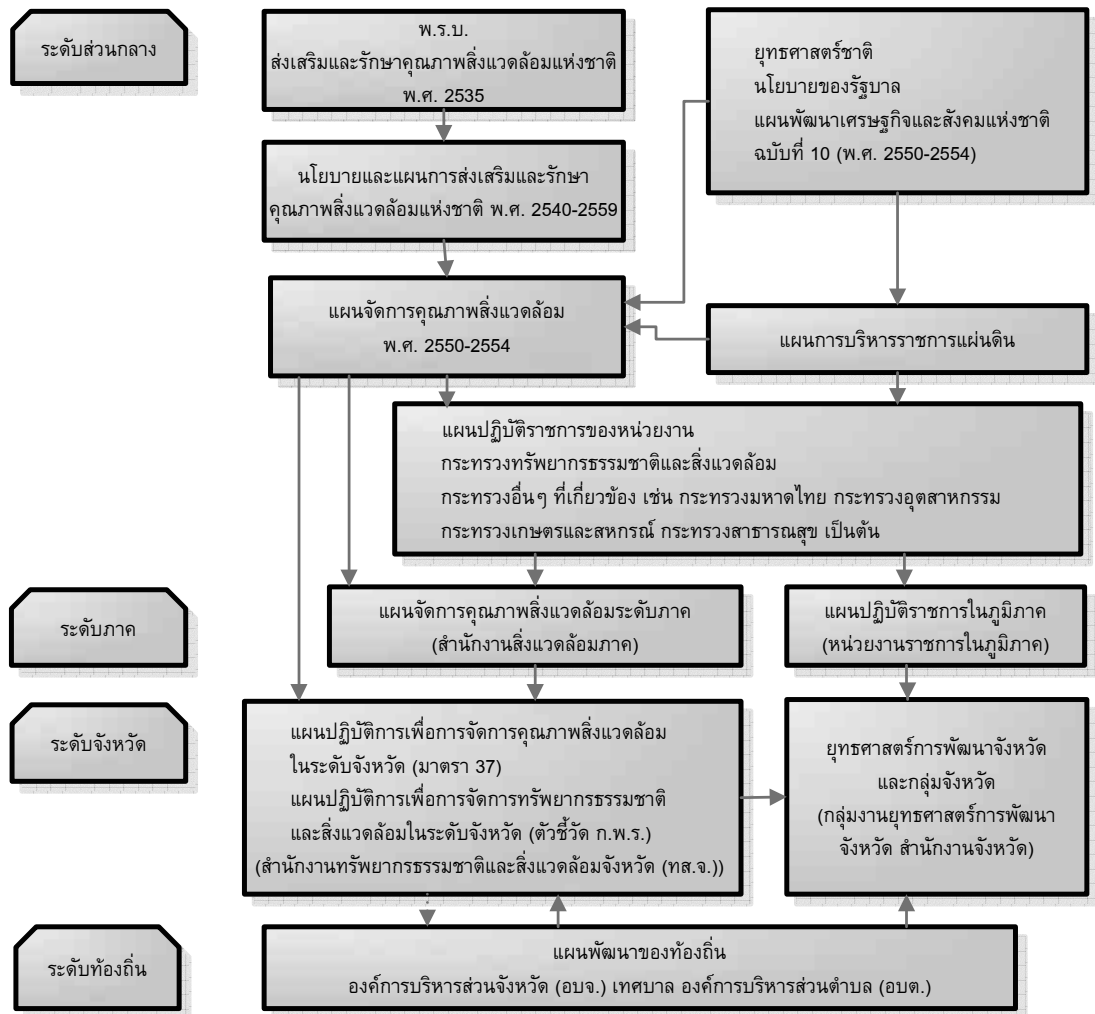 ระดับส่วนกลาง
พ.ร.บ.
ส่งเสริมและรักษาคุณภาพสิ่งแวดล้อมแห่งชาติ
พ.ศ. 2535
ยุทธศาสตร์ชาติ
นโยบายของรัฐบาล
แผนพัฒนาเศรษฐกิจและสังคมแห่งชาติ
ฉบับที่ 10 (พ.ศ. 2550-2554)
นโยบายและแผนการส่งเสริมและรักษา
คุณภาพสิ่งแวดล้อมแห่งชาติ พ.ศ. 2540-2559
แผนจัดการคุณภาพสิ่งแวดล้อม
พ.ศ. 2550-2554
แผนการบริหารราชการแผ่นดิน
แผนปฏิบัติราชการของหน่วยงาน
กระทรวงทรัพยากรธรรมชาติและสิ่งแวดล้อม
กระทรวงอื่นๆ ที่เกี่ยวข้อง เช่น กระทรวงมหาดไทย กระทรวงอุตสาหกรรม
กระทรวงเกษตรและสหกรณ์ กระทรวงสาธารณสุข เป็นต้น
ระดับภาค
แผนจัดการคุณภาพสิ่งแวดล้อมระดับภาค
(สำนักงานสิ่งแวดล้อมภาค)
แผนปฏิบัติราชการในภูมิภาค
(หน่วยงานราชการในภูมิภาค)
ระดับจังหวัด
แผนปฏิบัติการเพื่อการจัดการคุณภาพสิ่งแวดล้อม
ในระดับจังหวัด (มาตรา 37)
แผนปฏิบัติการเพื่อการจัดการทรัพยากรธรรมชาติ
และสิ่งแวดล้อมในระดับจังหวัด (ตัวชี้วัด ก.พ.ร.)
(สำนักงานทรัพยากรธรรมชาติและสิ่งแวดล้อมจังหวัด (ทส.จ.))
ยุทธศาสตร์การพัฒนาจังหวัด
และกลุ่มจังหวัด
(กลุ่มงานยุทธศาสตร์การพัฒนา
จังหวัด สำนักงานจังหวัด)
ระดับท้องถิ่น
แผนพัฒนาของท้องถิ่น
องค์การบริหารส่วนจังหวัด (อบจ.) เทศบาล องค์การบริหารส่วนตำบล (อบต.)